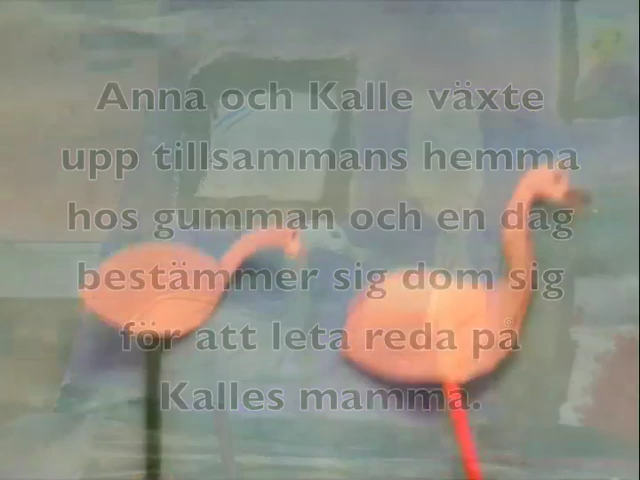 Anna och Kalle växte
upp tillsammans hemma
hos gumman och en dag
bestämmer sig dom sig
för att leta reda på
Kalles mamma.